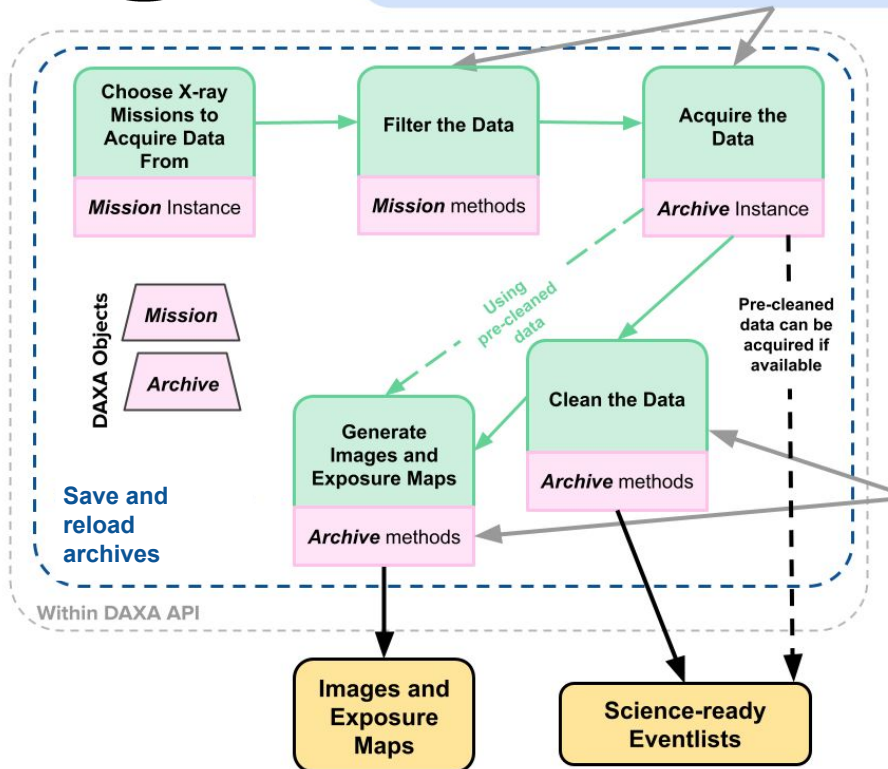 Choose X-ray
Missions to
Acquire Data
From
Mission Instance
Filter the Data
Mission methods
Acquire the
Data
Archive Instance
DAXA Objects
Mission
Archive
Using
pre-cleaned
data
Pre-cleaned
data can be
acquired if
available
Clean the Data
Archive methods
Generate
Images and
Exposure Maps
Archive methods
Save and
reload
archives
Within DAXA API
Images and
Exposure
Maps
Science-ready
Eventlists